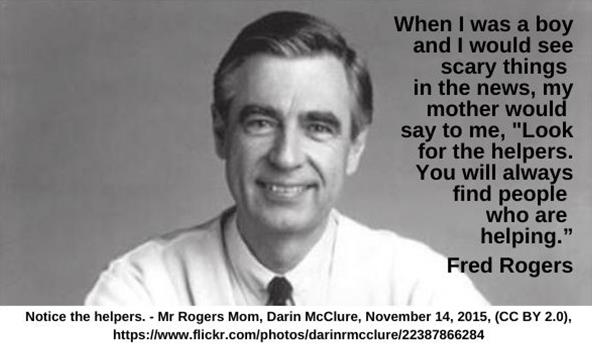 When I was a boy
and I would see
scary things
in the news, my
mother would
say to me, "Look
for the helpers.
You will always
find people
who are
helping.”
Fred Rogers
Notice the helpers. - Mr Rogers Mom, Darin McClure, November 14, 2015, (CC BY 2.0),
https://www.flickr.com/photos/darinrmcclure/22387866284